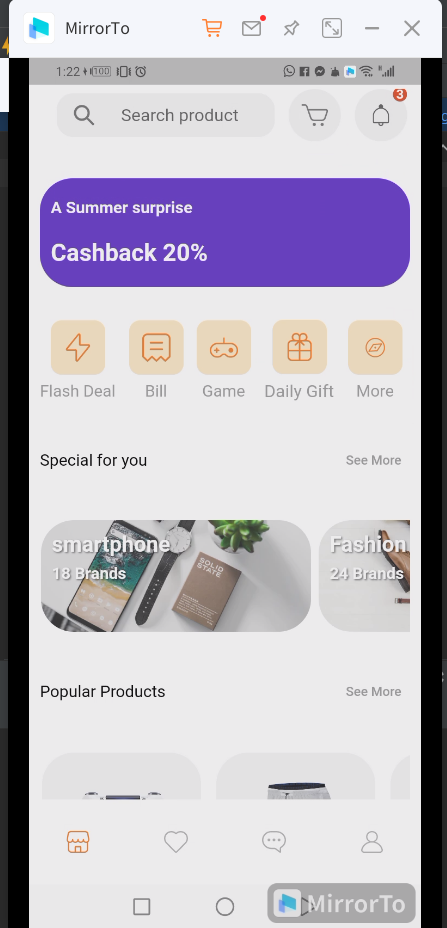 MirrorTo
1:22 100
Search product
3
A Summer surprise
Cashback 20%
Flash Deal Bill Game Daily Gift More
Special for you See More
smartphone Fashion
18 Brands 24 Brands
SOLID
STATE
Popular Products See More
MirrorTo